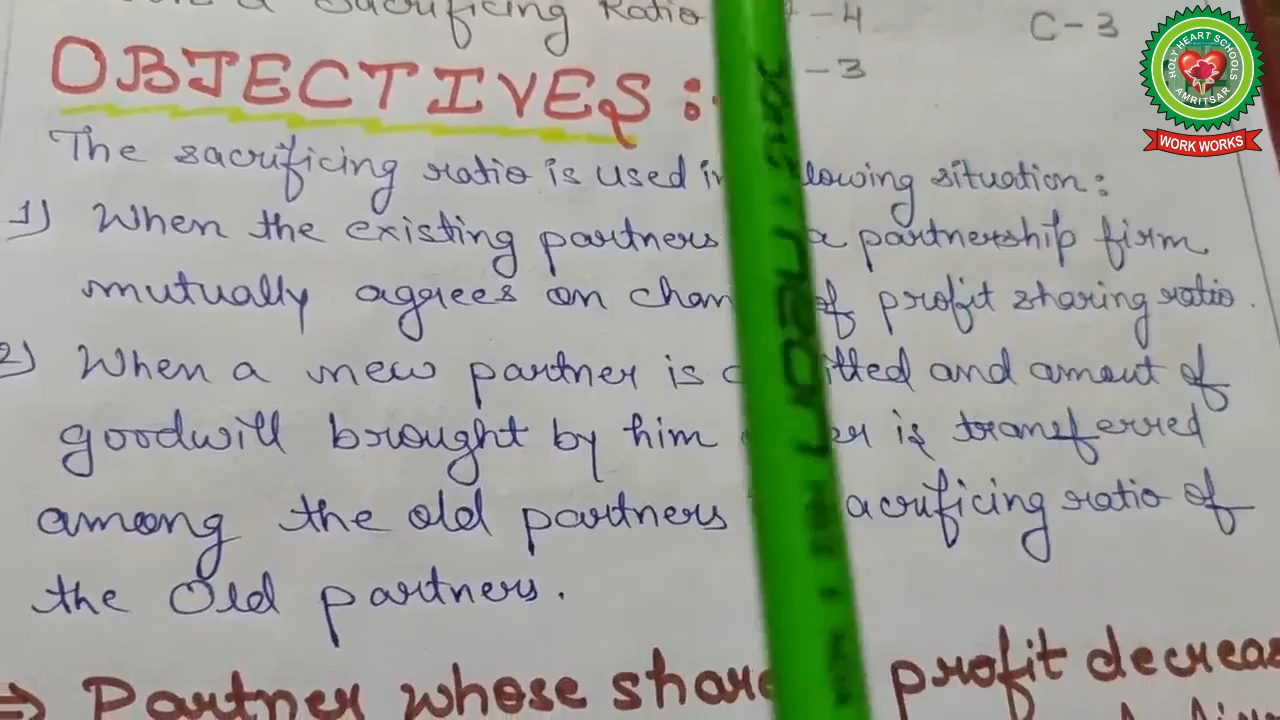 Sacrificing Ratio - 4 C - 3
OBJECTIVES : - 3
The sacrificing ratio is used in lowing situation :
1) When the existing partners a partnership firm
mutually aggrees on chan of profit sharing ratio .
2) When a new partner is itted and amout of
goodwill brought by him is transferred
among the old partners acrificing ratio of
the Old partners .
⇒ Partner whose share profit decreas
HOLY HEART SCHOOLS
AMRITSAR
WORK WORKS
neon